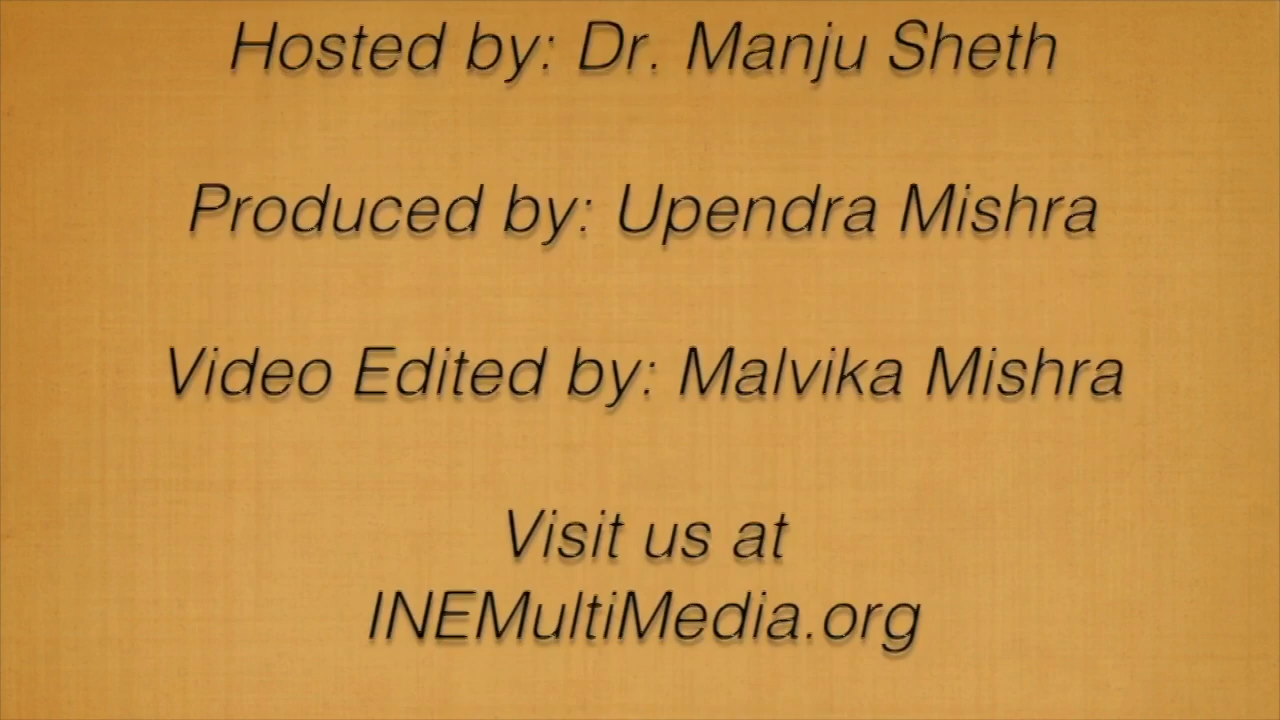 Hosted by: Dr. Manju Sheth
Produced by: Upendra Mishra
Video Edited by: Malvika Mishra
Visit us at
INEMultiMedia.org